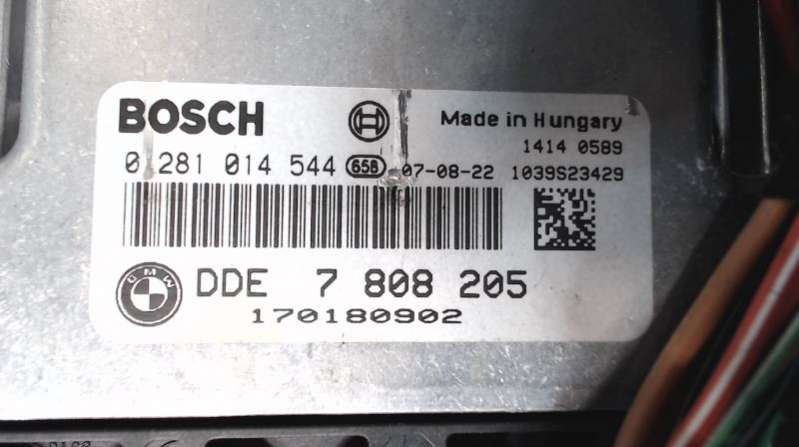 BOSCH
Made in Hungary
1414 0589
0 281 014 544 658 07-08-22 1039S23429
BMW
DDE 7 808 205
170180902